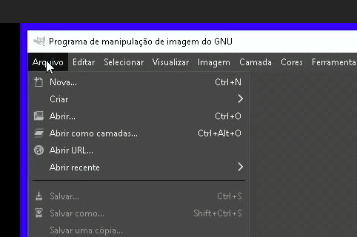 Programa de manipulação de imagem do GNU
Arquivo Editar Selecionar Visualizar Imagem Camada Cores Ferramenta
Nova... Ctrl+N
Criar
Abrir... Ctrl+O
Abrir como camadas... Ctrl+Alt+O
Abrir URL...
Abrir recente
Salvar... Ctrl+S
Salvar como... Shift+Ctrl+S
Salvar uma cópia...